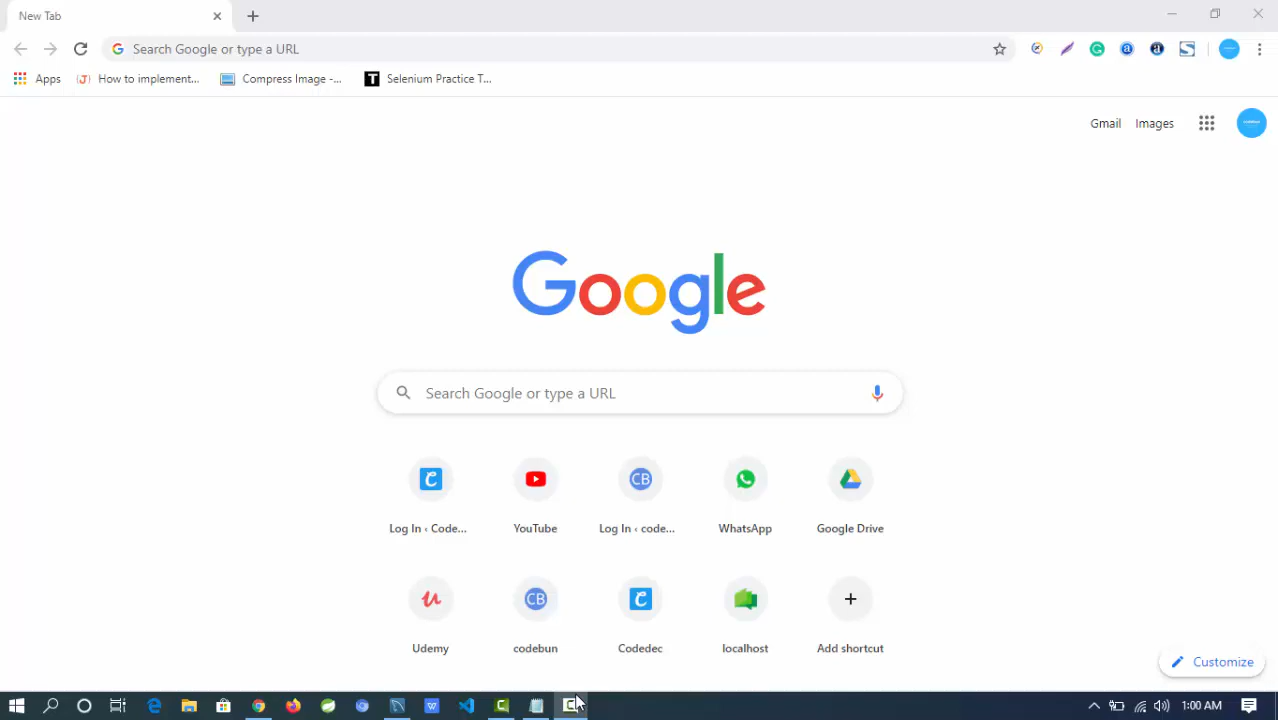 New Tab
Search Google or type a URL
Apps
How to implement...
Compress Image -...
T
Selenium Practice T...
Gmail
Images
Google
Search Google or type a URL
CB
Log In ‹ Code...
YouTube
Log In ‹ code...
WhatsApp
Google Drive
CB
Udemy
codebun
Codedec
localhost
Add shortcut
Customize
1:00 AM